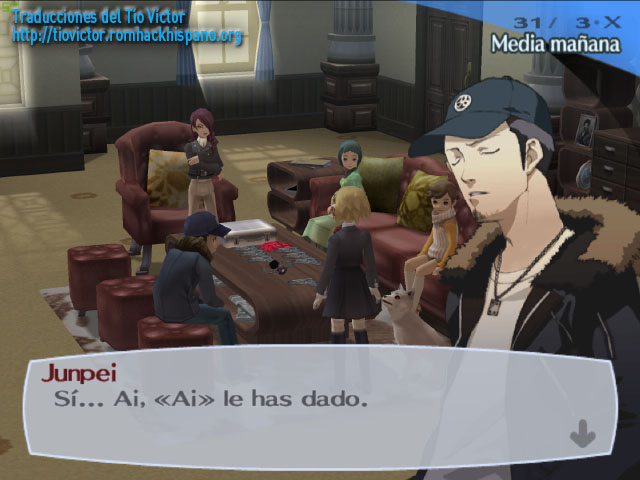 Traducciones del Tío Víctor
http://tiovictor.romhackhispano.org
31/ 3·X
Media mañana
Junpei
Sí... Ai, «Ai» le has dado.